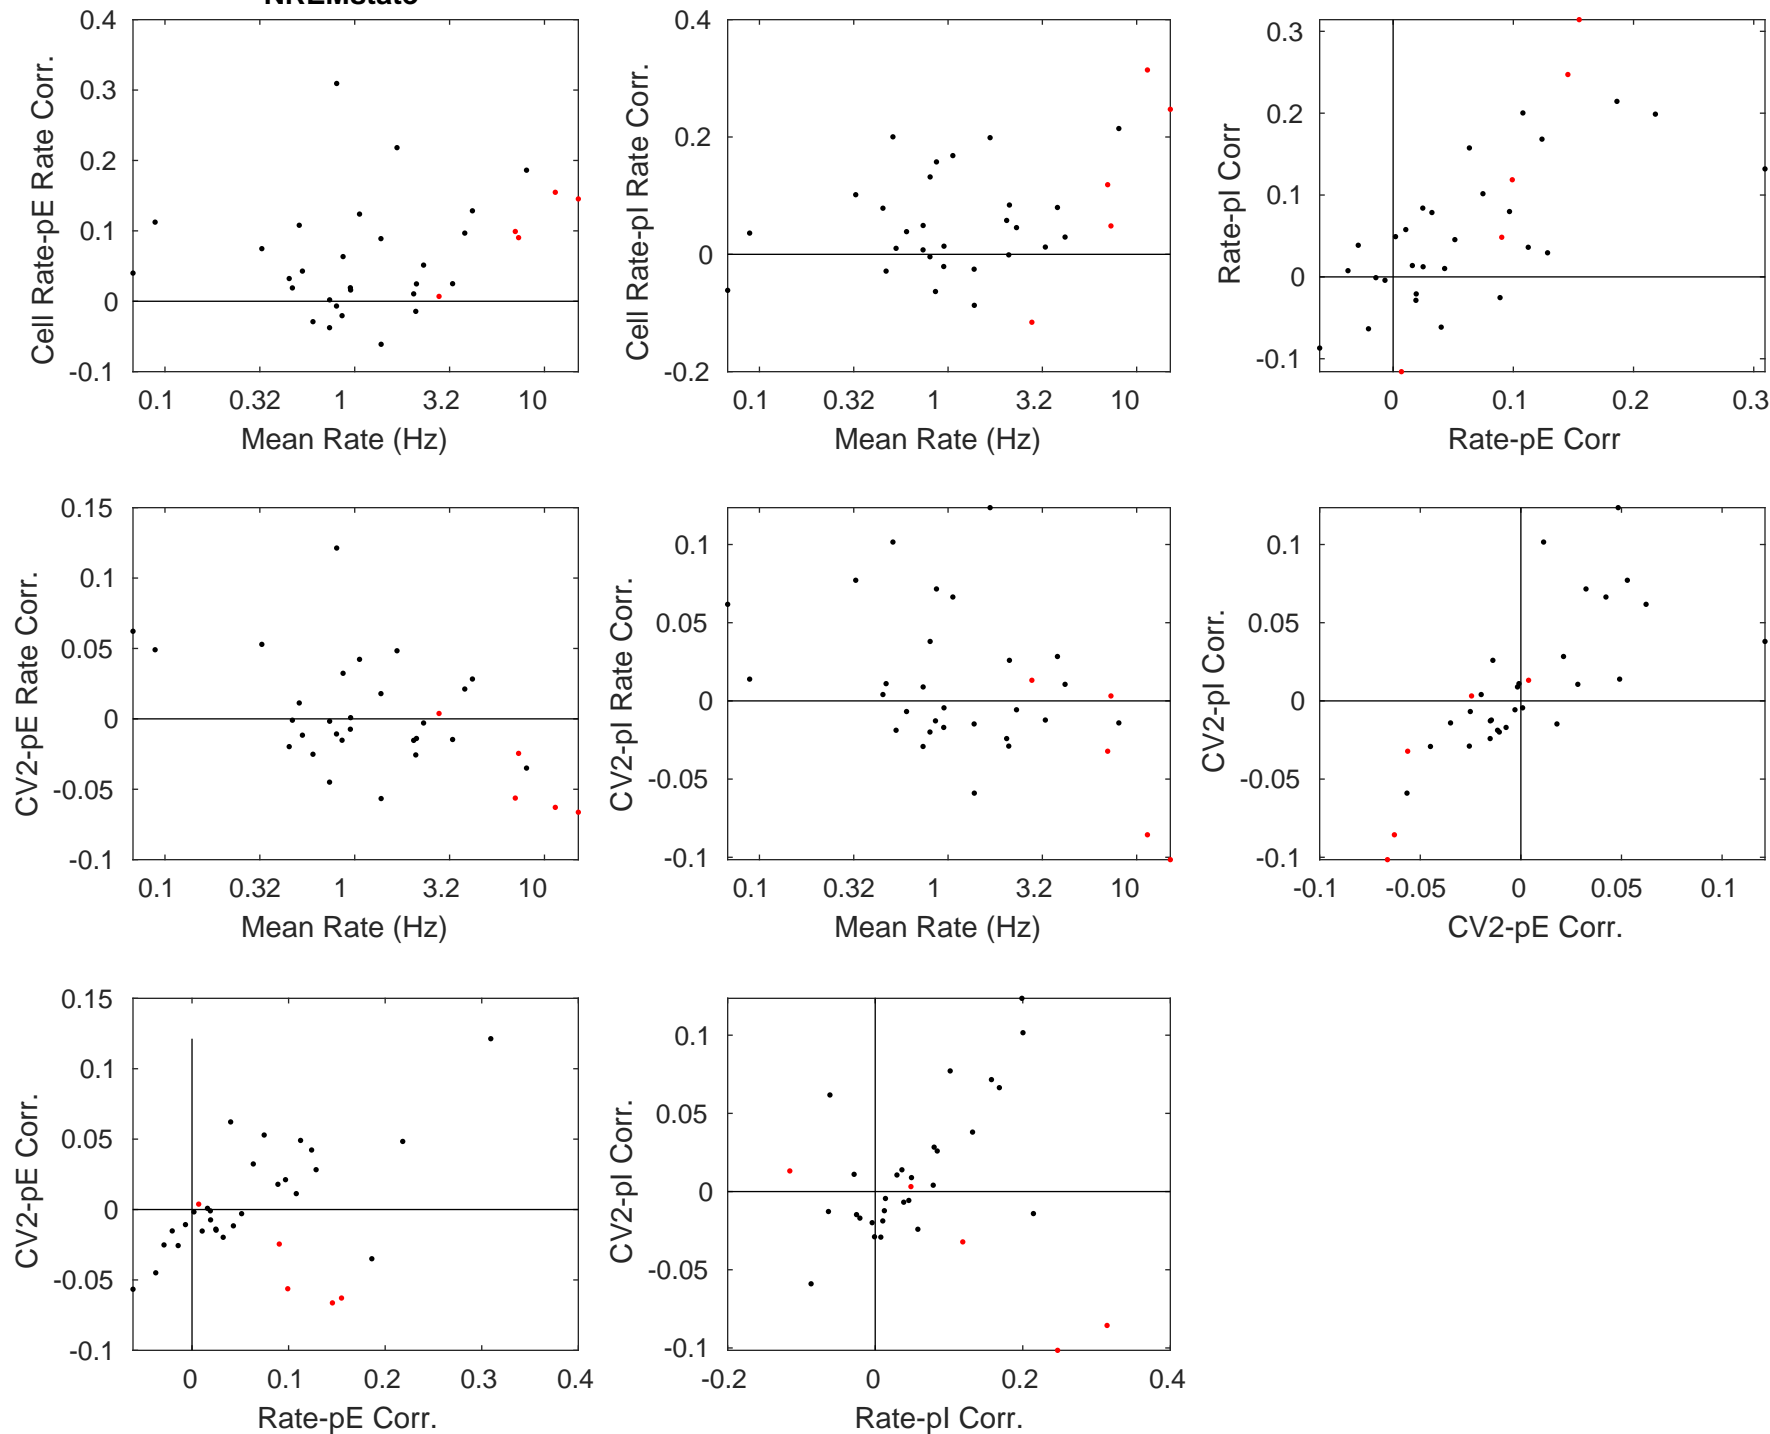 NREMstate
0.4
0.3
0.2
0.1
0
-0.1
Cell Rate-pE Rate Corr.
0.1 0.32 1 3.2 10
Mean Rate (Hz)
0.4
0.2
0
-0.2
Cell Rate-pI Rate Corr.
0.1 0.32 1 3.2 10
Mean Rate (Hz)
0.3
0.2
0.1
0
-0.1
Rate-pI Corr
0 0.1 0.2 0.3
Rate-pE Corr
0.15
0.1
0.05
0
-0.05
-0.1
CV2-pE Rate Corr.
0.1 0.32 1 3.2 10
Mean Rate (Hz)
0.1
0.05
0
-0.05
-0.1
CV2-pI Rate Corr.
0.1 0.32 1 3.2 10
Mean Rate (Hz)
0.1
0.05
0
-0.05
-0.1
CV2-pI Corr.
-0.1 -0.05 0 0.05 0.1
CV2-pE Corr.
0.15
0.1
0.05
0
-0.05
-0.1
CV2-pE Corr.
0 0.1 0.2 0.3 0.4
Rate-pE Corr.
0.1
0.05
0
-0.05
-0.1
CV2-pI Corr.
-0.2 0 0.2 0.4
Rate-pI Corr.